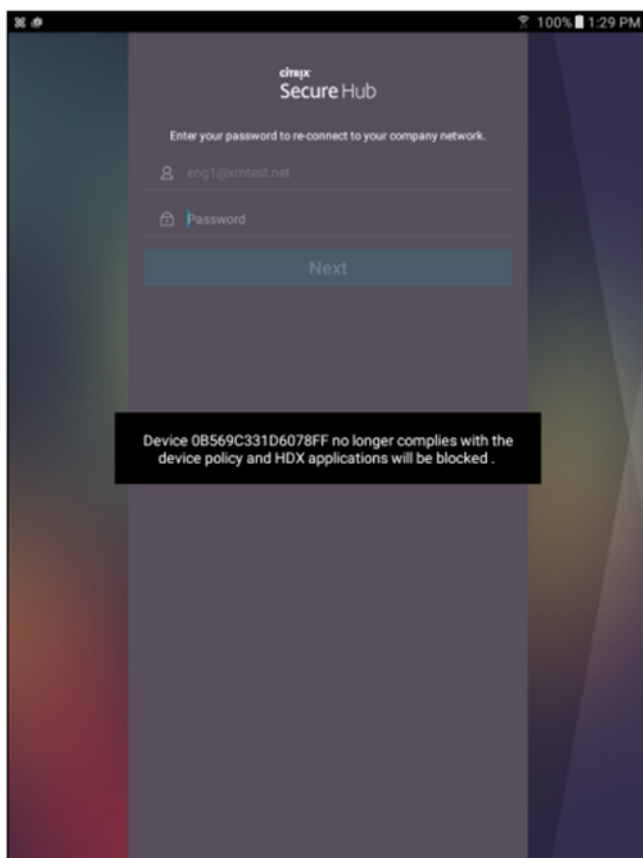 100% 1:29 PM
citrix
Secure Hub
Enter your password to re-connect to your company network.
eng1@xmtest.net
Password
Next
Device 0B569C331D6078FF no longer complies with the
device policy and HDX applications will be blocked .